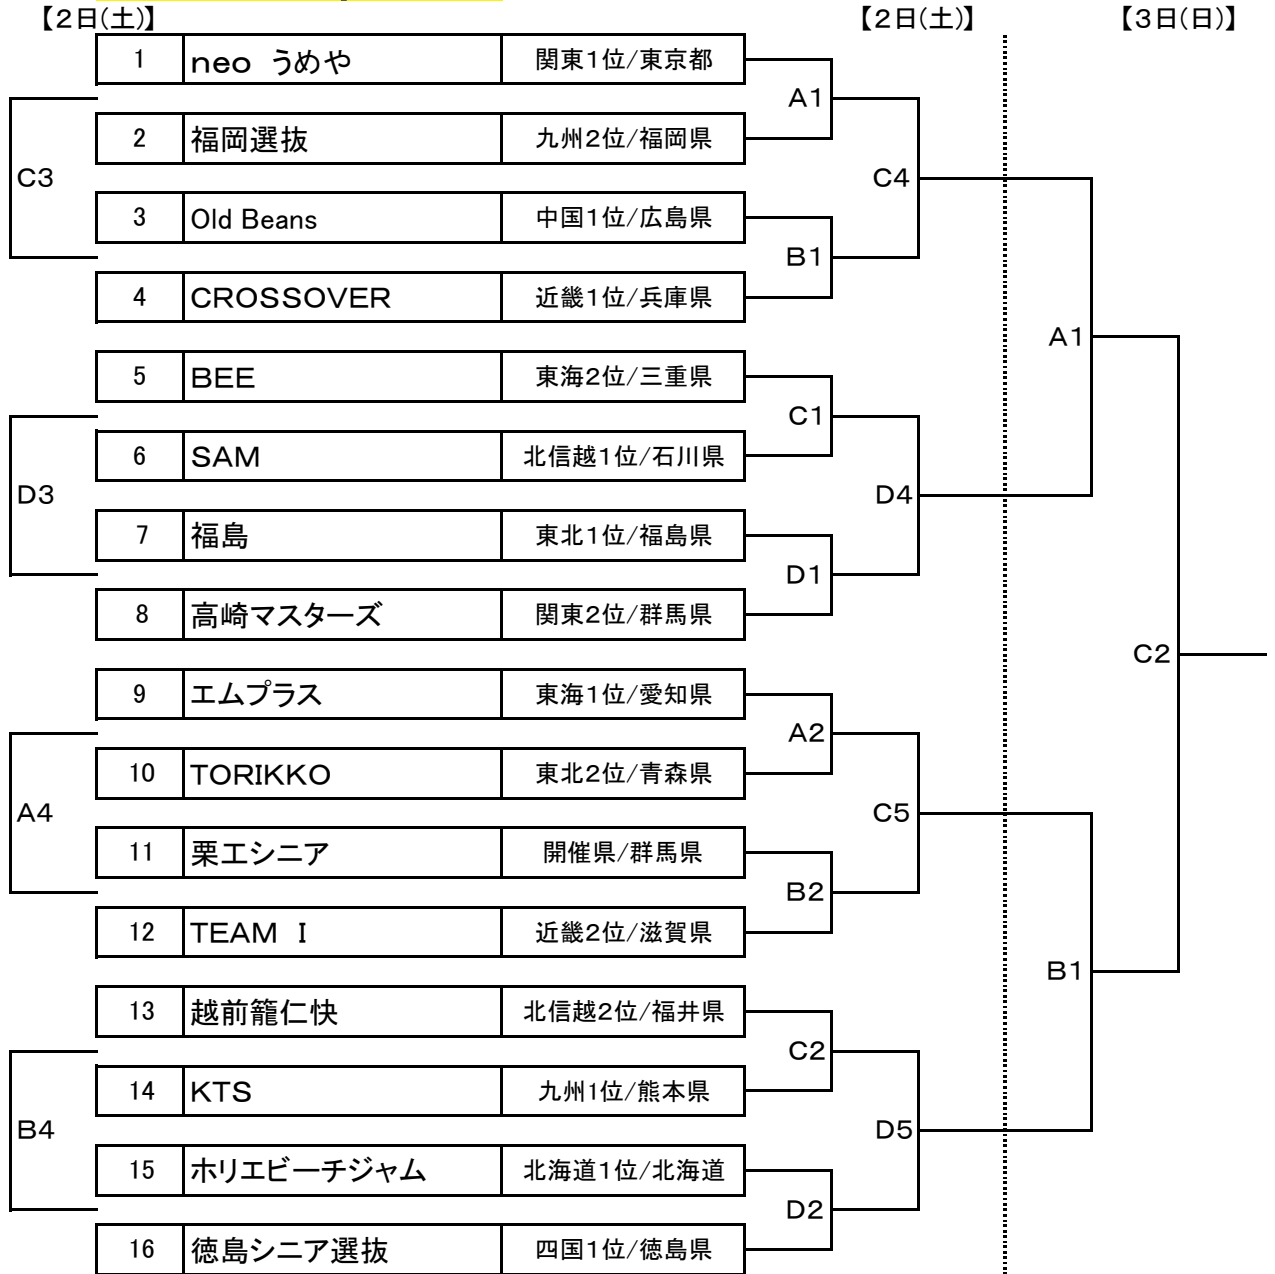 【２日(土)】
【２日(土)】
【３日(日)】
1 neo うめや 関東１位/東京都
A1
2 福岡選抜 九州２位/福岡県
C3
C4
3 Old Beans 中国１位/広島県
B1
4 CROSSOVER 近畿１位/兵庫県
A1
5 BEE 東海２位/三重県
C1
6 SAM 北信越１位/石川県
D3
D4
7 福島 東北１位/福島県
D1
8 高崎マスターズ 関東２位/群馬県
C2
9 エムプラス 東海１位/愛知県
A2
10 TORIKKO 東北２位/青森県
A4
C5
11 栗エシニア 開催県/群馬県
B2
12 TEAM I 近畿２位/滋賀県
B1
13 越前籠仁快 北信越２位/福井県
C2
14 KTS 九州１位/熊本県
B4
D5
15 ホリエビーチジャム 北海道１位/北海道
D2
16 徳島シニア選抜 四国１位/徳島県